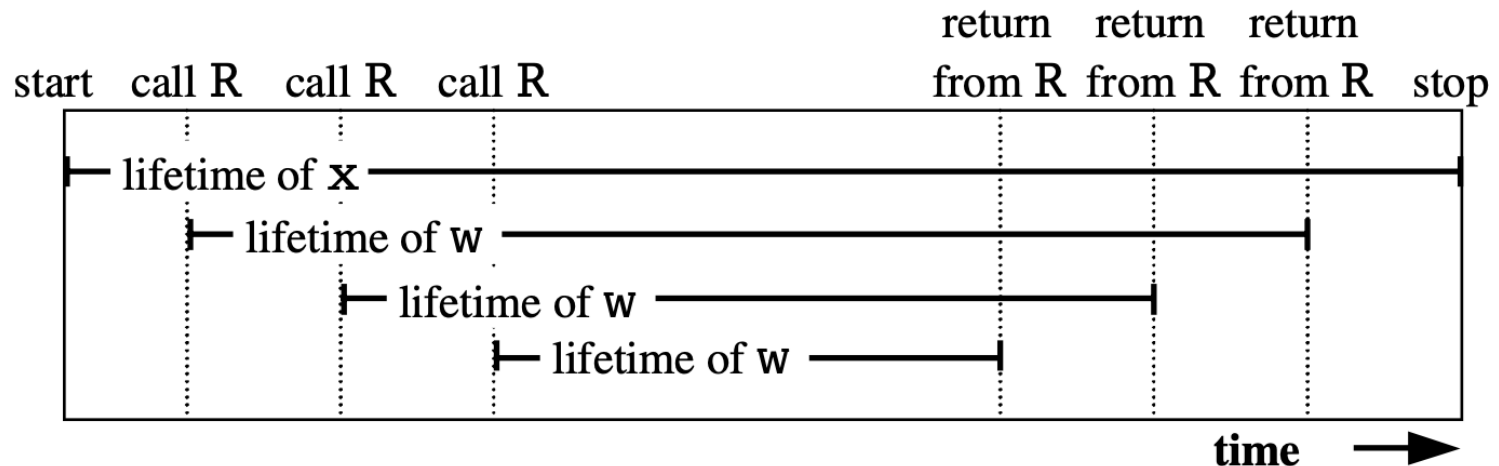 return return return
start call R call R call R from R from R from R stop
lifetime of x
lifetime of w
lifetime of w
lifetime of w
time